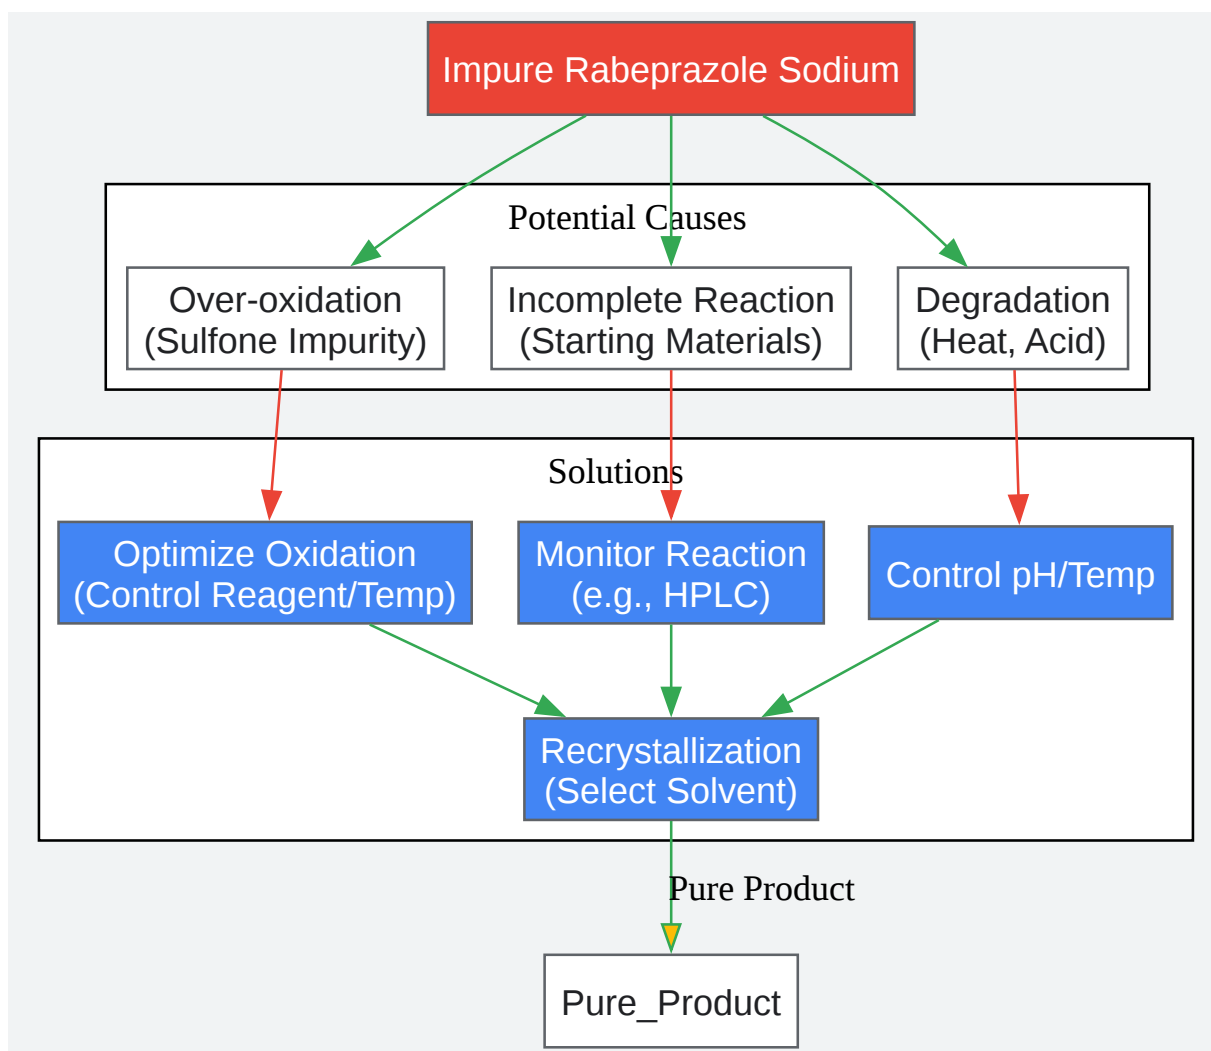 Impure Rabeprazole Sodium
Potential Causes
Over-oxidation
(Sulfone Impurity)
Incomplete Reaction
(Starting Materials)
Degradation
(Heat, Acid)
Solutions
Optimize Oxidation
(Control Reagent/Temp)
Monitor Reaction
(e.g., HPLC)
Control pH/Temp
Recrystallization
(Select Solvent)
Pure Product
Pure_Product